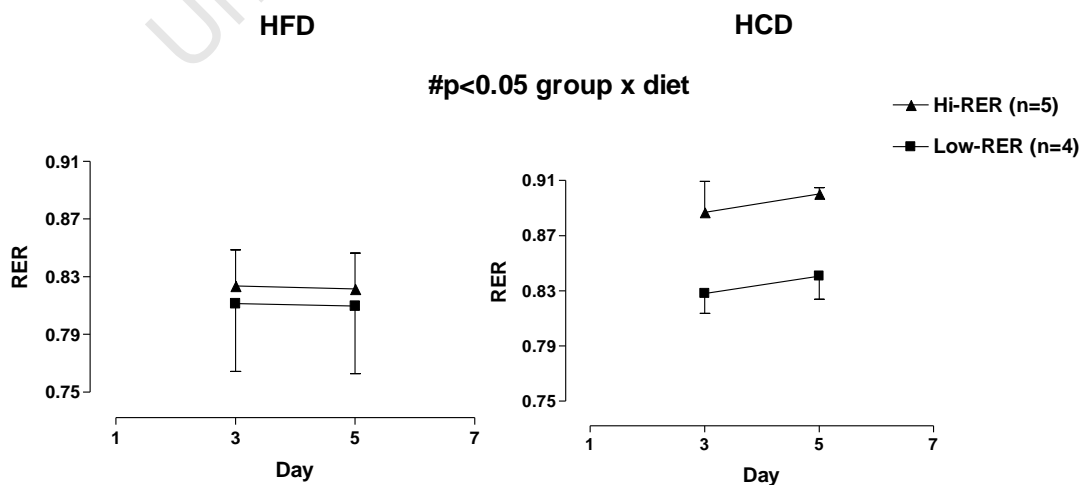 HFD
HCD
#p<0.05 group x diet
Hi-RER (n=5)
Low-RER (n=4)
0.91
0.87
0.83
0.79
0.75
RER
1 3 5 7
Day
0.91
0.87
0.83
0.79
0.75
RER
1 3 5 7
Day